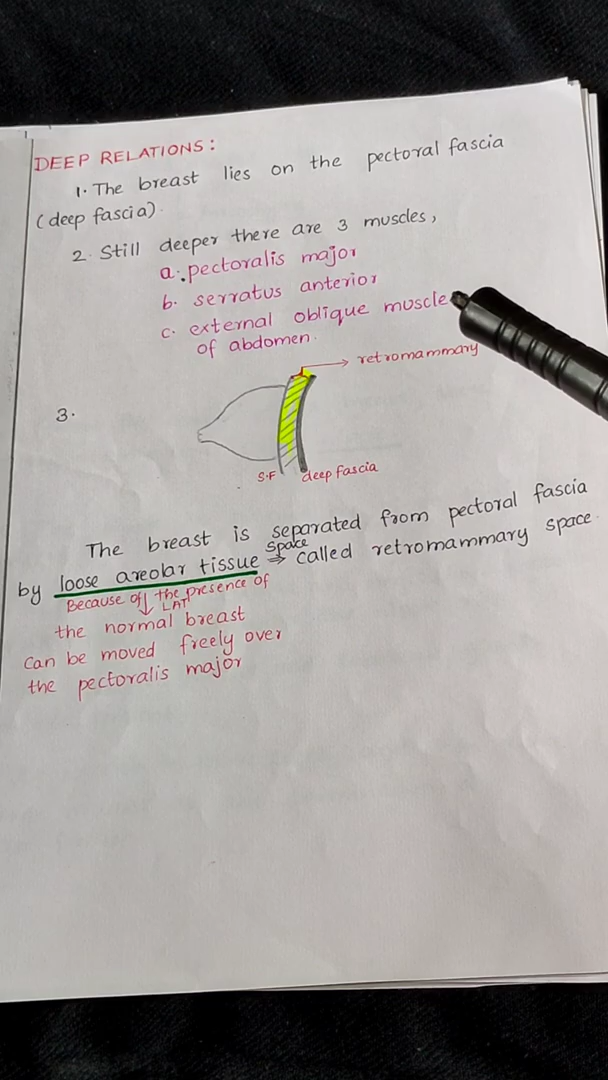 DEEP RELATIONS:
1. The breast lies on the pectoral fascia
(deep fascia).
2. Still deeper there are 3 muscles,
a. pectoralis major
b. serratus anterior
c. external oblique muscle
of abdomen.
3.
retromammary
S.F
deep fascia
The breast is separated from pectoral fascia
space
by loose areolar tissue ⇒ called retromammary space.
Because of the presence of
LAT
the normal breast
can be moved freely over
the pectoralis major